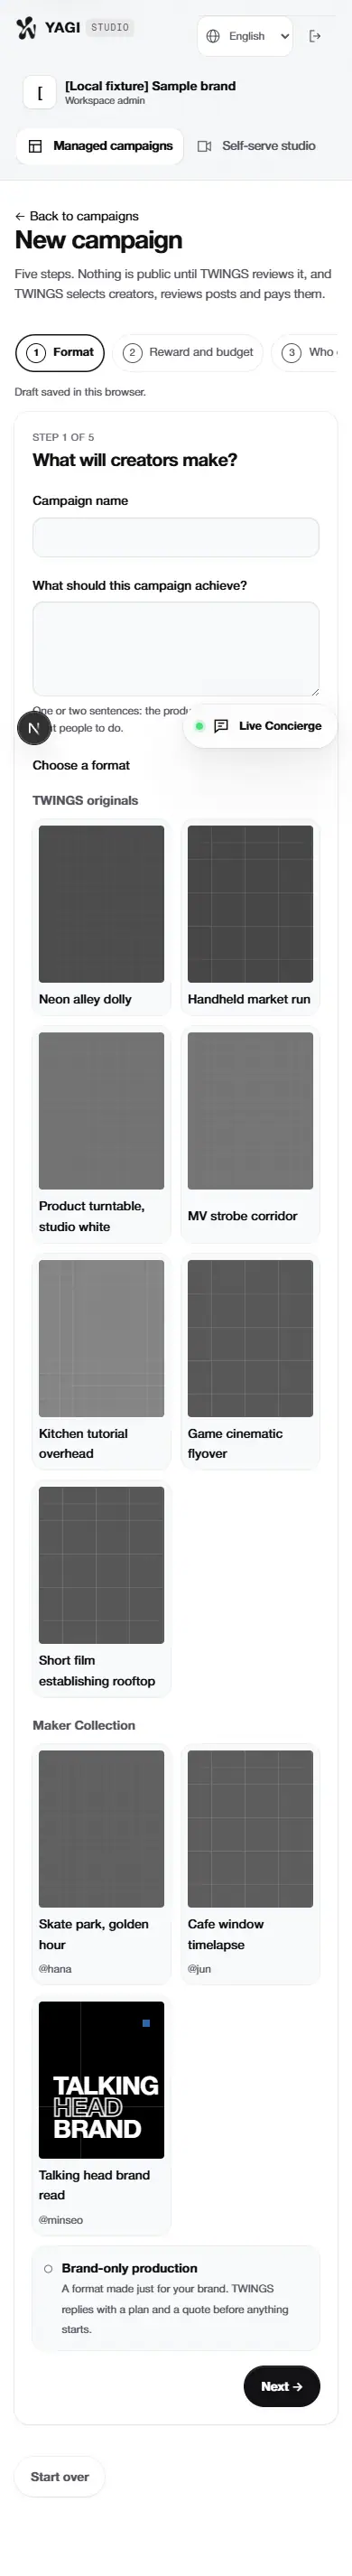 YAGI STUDIO
English
[
[Local fixture] Sample brand
Workspace admin
Managed campaigns
Self-serve studio
← Back to campaigns
New campaign
Five steps. Nothing is public until TWINGS reviews it, and
TWINGS selects creators, reviews posts and pays them.
1 Format
2 Reward and budget
3 Who
Draft saved in this browser.
STEP 1 OF 5
What will creators make?
Campaign name
What should this campaign achieve?
One or two sentences: the
people to do.
N
Live Concierge
Choose a format
TWINGS originals
Neon alley dolly
Handheld market run
Product turntable,
studio white
MV strobe corridor
Kitchen tutorial
overhead
Game cinematic
flyover
Short film
establishing rooftop
Maker Collection
Skate park, golden
hour
@hana
Cafe window
timelapse
@jun
TALKING
HEAD
BRAND
Talking head brand
read
@minseo
Brand-only production
A format made just for your brand. TWINGS
replies with a plan and a quote before anything
starts.
Next →
Start over